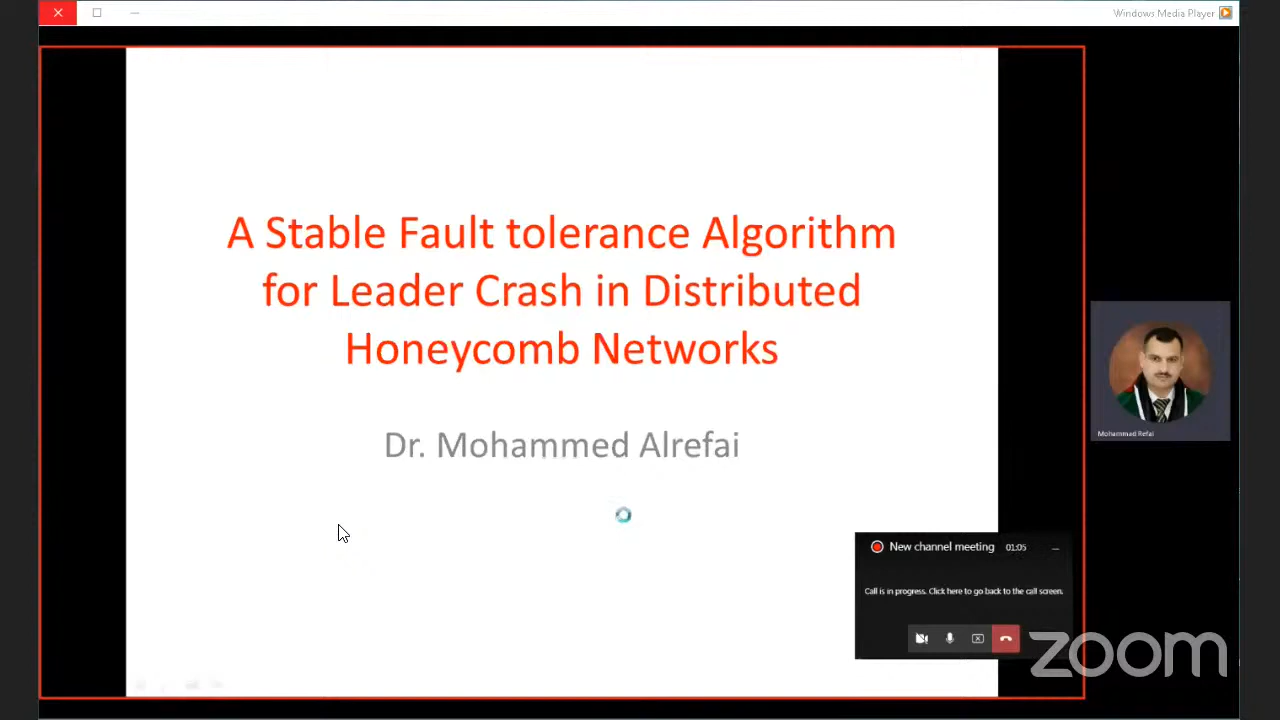 Windows Media Player
A Stable Fault tolerance Algorithm
for Leader Crash in Distributed
Honeycomb Networks
Dr. Mohammed Alrefai
Mohammed Refai
New channel meeting 01:05
Call is in progress. Click here to go back to the call screen.
zoom